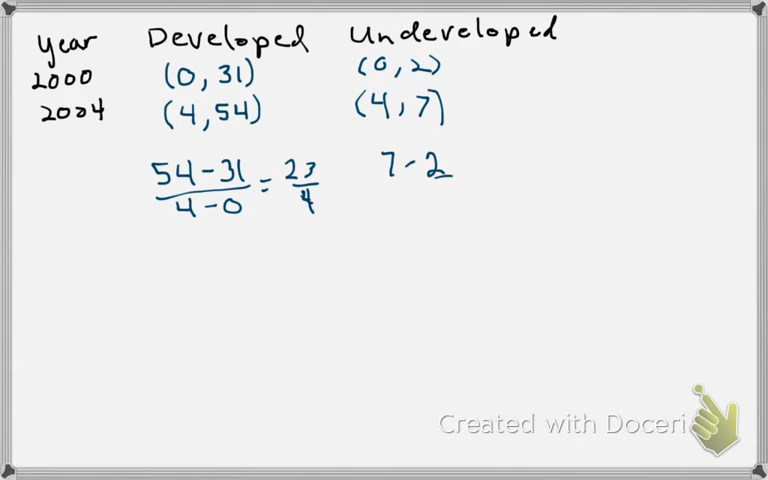 Year Developed Undeveloped
2000 (0, 31) (0, 2)
2004 (4, 54) (4, 7)
54 - 31 = 23 7 - 2
4 - 0 4
Created with Doceri